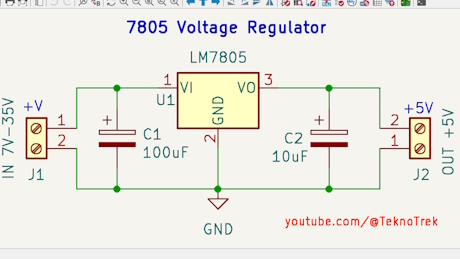 7805 Voltage Regulator
LM7805
1 VI VO 3
U1
GND
2
+V
1
2
IN 7V-35V
J1
+
C1
100uF
+
C2
10uF
+5V
2
1
OUT +5V
J2
GND
youtube.com/@TeknoTrek